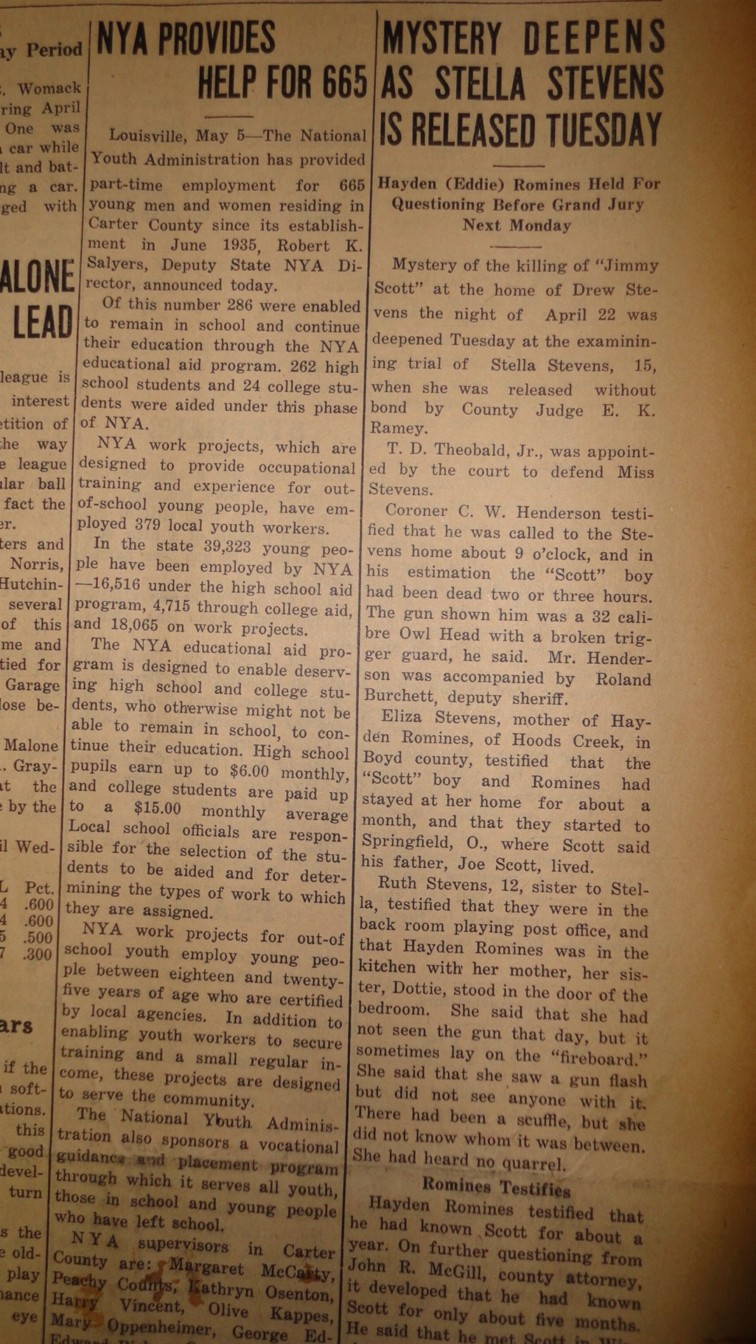 ay Period
. Womack
ring April
One was
car while
lt and bat-
ng a car.
ged with
ALONE
LEAD
league is
interest
etition of
the way
e league
ular ball
fact the
er.
ters and
Norris,
Hutchin-
several
of this
me and
tied for
Garage
lose be-
Malone
. Gray-
at the
by the
il Wed-
L Pct.
4 .600
4 .600
5 .500
7 .300
ars
if the
soft-
ations.
this
good
devel-
turn
s the
e old-
play
nance
eye
NYA PROVIDES
HELP FOR 665
Louisville, May 5—The National
Youth Administration has provided
part-time employment for 665
young men and women residing in
Carter County since its establish-
ment in June 1935, Robert K.
Salyers, Deputy State NYA Di-
rector, announced today.
Of this number 286 were enabled
to remain in school and continue
their education through the NYA
educational aid program. 262 high
school students and 24 college stu-
dents were aided under this phase
of NYA.
NYA work projects, which are
designed to provide occupational
training and experience for out-
of-school young people, have em-
ployed 379 local youth workers.
In the state 39,323 young peo-
ple have been employed by NYA
—16,516 under the high school aid
program, 4,715 through college aid,
and 18,065 on work projects.
The NYA educational aid pro-
gram is designed to enable deserv-
ing high school and college stu-
dents, who otherwise might not be
able to remain in school, to con-
tinue their education. High school
pupils earn up to $6.00 monthly,
and college students are paid up
to a $15.00 monthly average
Local school officials are respon-
sible for the selection of the stu-
dents to be aided and for deter-
mining the types of work to which
they are assigned.
NYA work projects for out-of
school youth employ young peo-
ple between eighteen and twenty-
five years of age who are certified
by local agencies. In addition to
enabling youth workers to secure
training and a small regular in-
come, these projects are designed
to serve the community.
The National Youth Adminis-
tration also sponsors a vocational
guidance and placement program
through which it serves all youth,
those in school and young people
who have left school.
NYA supervisors in Carter
County are: Margaret McCarty,
Peachy Kathryn Osenton,
Harry Vincent, Olive Kappes,
Mary Oppenheimer, George Ed-
MYSTERY DEEPENS
AS STELLA STEVENS
IS RELEASED TUESDAY
Hayden (Eddie) Romines Held For
Questioning Before Grand Jury
Next Monday
Mystery of the killing of "Jimmy
Scott" at the home of Drew Ste-
vens the night of April 22 was
deepened Tuesday at the examinin-
ing trial of Stella Stevens, 15,
when she was released without
bond by County Judge E. K.
Ramey.
T. D. Theobald, Jr., was appoint-
ed by the court to defend Miss
Stevens.
Coroner C. W. Henderson testi-
fied that he was called to the Ste-
vens home about 9 o'clock, and in
his estimation the "Scott" boy
had been dead two or three hours.
The gun shown him was a 32 cali-
bre Owl Head with a broken trig-
ger guard, he said. Mr. Hender-
son was accompanied by Roland
Burchett, deputy sheriff.
Eliza Stevens, mother of Hay-
den Romines, of Hoods Creek, in
Boyd county, testified that the
"Scott" boy and Romines had
stayed at her home for about a
month, and that they started to
Springfield, O., where Scott said
his father, Joe Scott, lived.
Ruth Stevens, 12, sister to Stel-
la, testified that they were in the
back room playing post office, and
that Hayden Romines was in the
kitchen with her mother, her sis-
ter, Dottie, stood in the door of the
bedroom. She said that she had
not seen the gun that day, but it
sometimes lay on the "fireboard."
She said that she saw a gun flash
but did not see anyone with it.
There had been a scuffle, but she
did not know whom it was between.
She had heard no quarrel.
Romines Testifies
Hayden Romines testified that
he had known Scott for about a
year. On further questioning from
John R. McGill, county attorney,
it developed that he had known
Scott for only about five months.
He said that he met Scott in